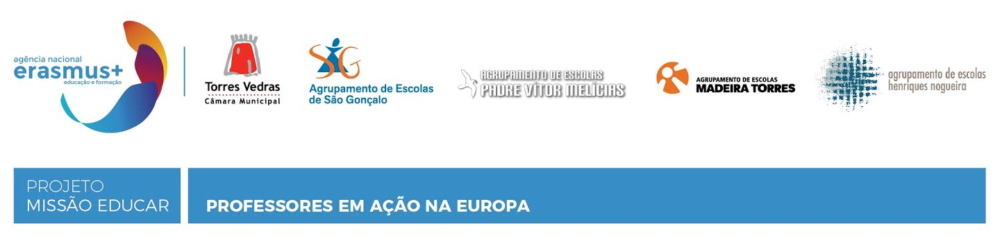 agência nacional
erasmus+
educação e formação
Torres Vedras
Câmara Municipal
SG
Agrupamento de Escolas
de São Gonçalo
AGRUPAMENTO DE ESCOLAS
PADRE VÍTOR MELÍCIAS
AGRUPAMENTO DE ESCOLAS
MADEIRA TORRES
agrupamento de escolas
henriques nogueira
PROJETO
MISSÃO EDUCAR
PROFESSORES EM AÇÃO NA EUROPA